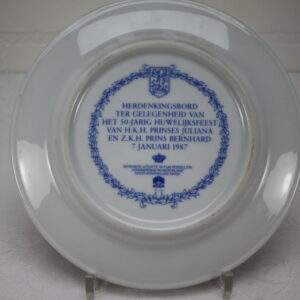 HERDENKINGSBORD
TER GELEGENHEID VAN
HET 50-JARIG HUWELIJKSFEEST
VAN H.K.H. PRINSES JULIANA
EN Z.K.H. PRINS BERNHARD
7 JANUARI 1987